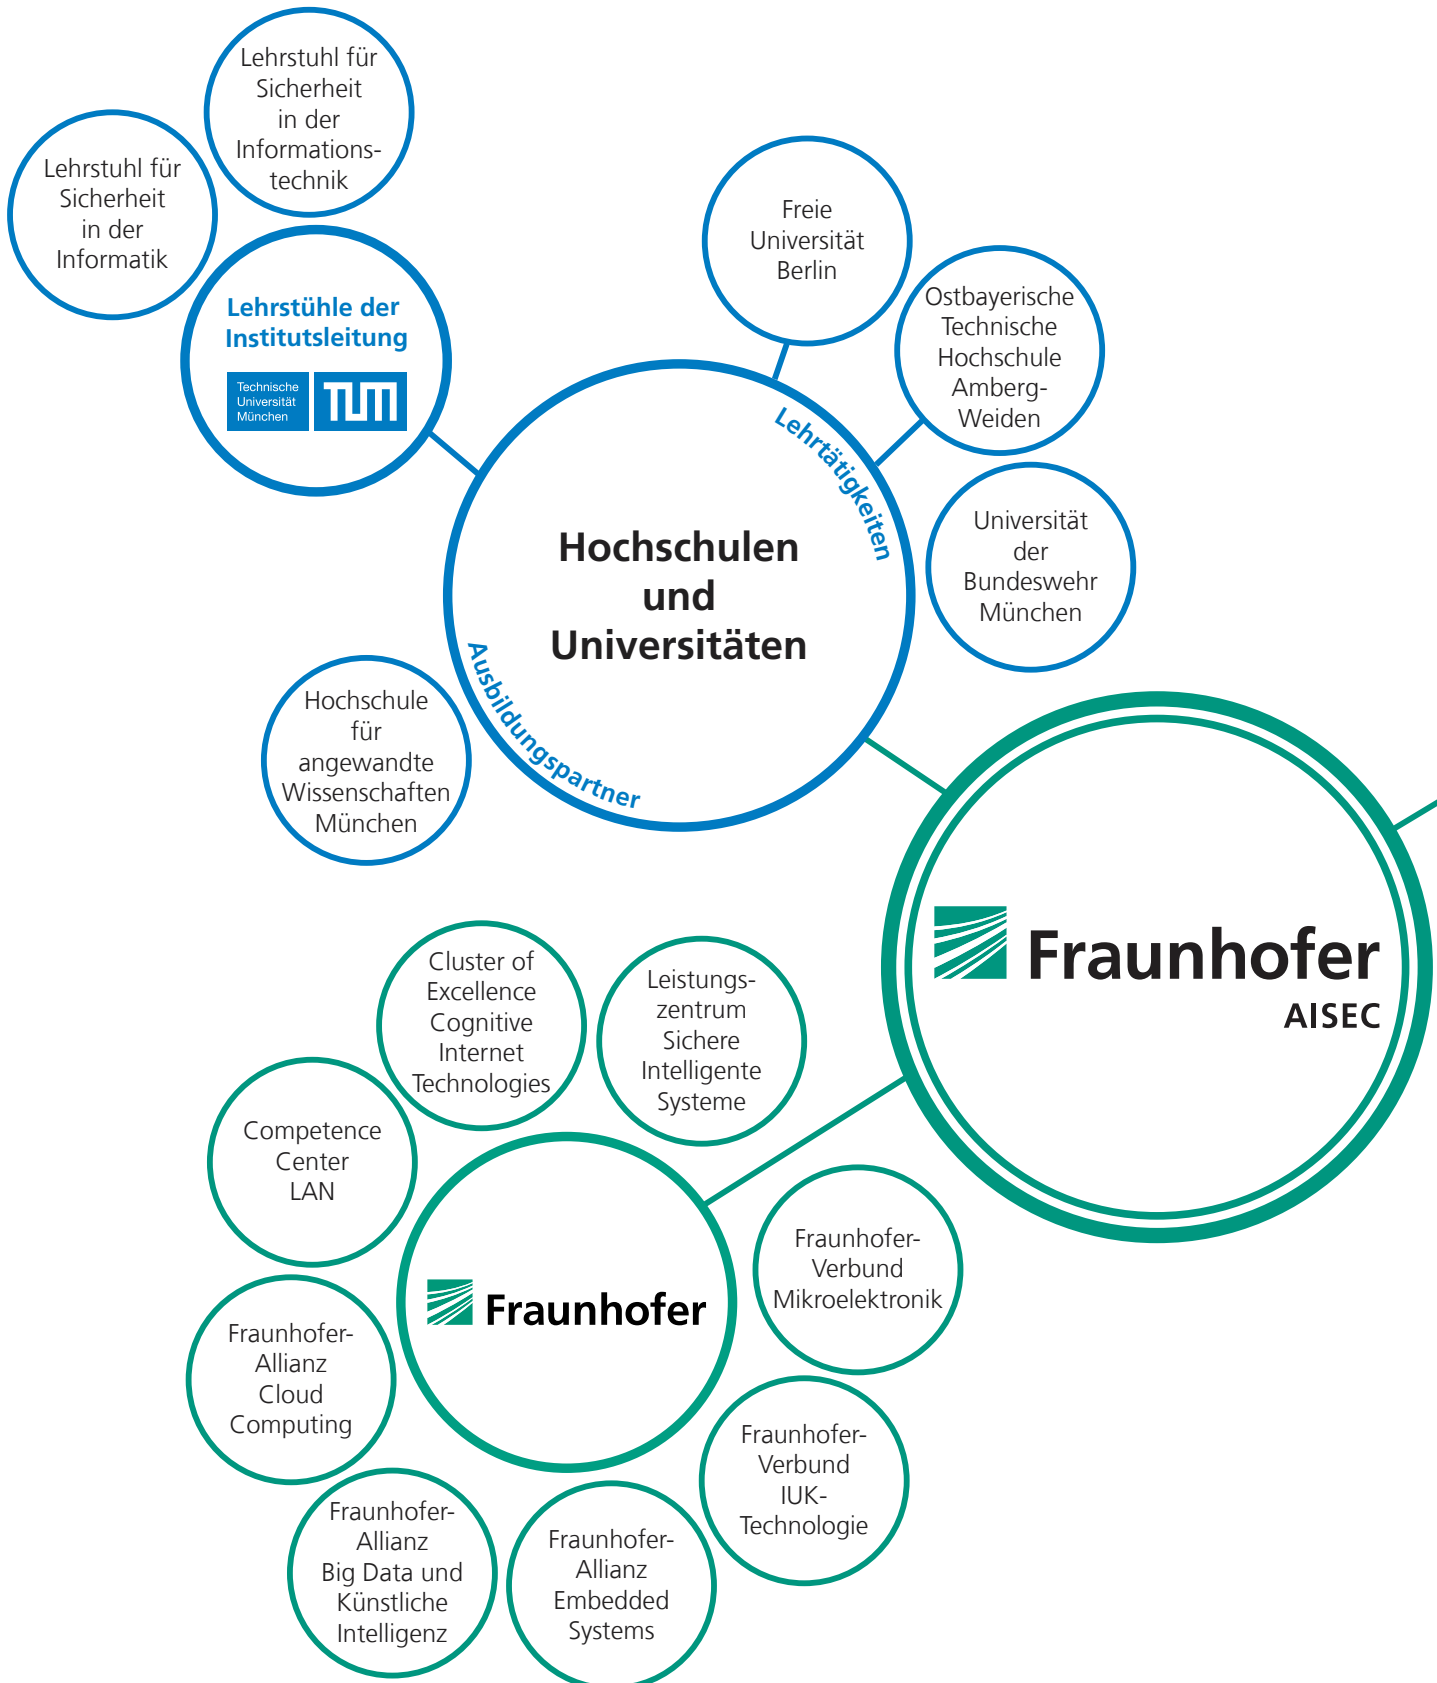 Lehrstuhl für
Sicherheit
in der
Informations-
technik
Lehrstuhl für
Sicherheit
in der
Informatik
Lehrstühle der
Institutsleitung
Technische
Universität
München
TUM
Freie
Universität
Berlin
Ostbayerische
Technische
Hochschule
Amberg-
Weiden
Universität
der
Bundeswehr
München
Lehrtätigkeiten
Hochschulen
und
Universitäten
Ausbildungspartner
Hochschule
für
angewandte
Wissenschaften
München
Fraunhofer
AISEC
Cluster of
Excellence
Cognitive
Internet
Technologies
Leistungs-
zentrum
Sichere
Intelligente
Systeme
Competence
Center
LAN
Fraunhofer-
Verbund
Mikroelektronik
Fraunhofer
Fraunhofer-
Allianz
Cloud
Computing
Fraunhofer-
Verbund
IUK-
Technologie
Fraunhofer-
Allianz
Big Data und
Künstliche
Intelligenz
Fraunhofer-
Allianz
Embedded
Systems